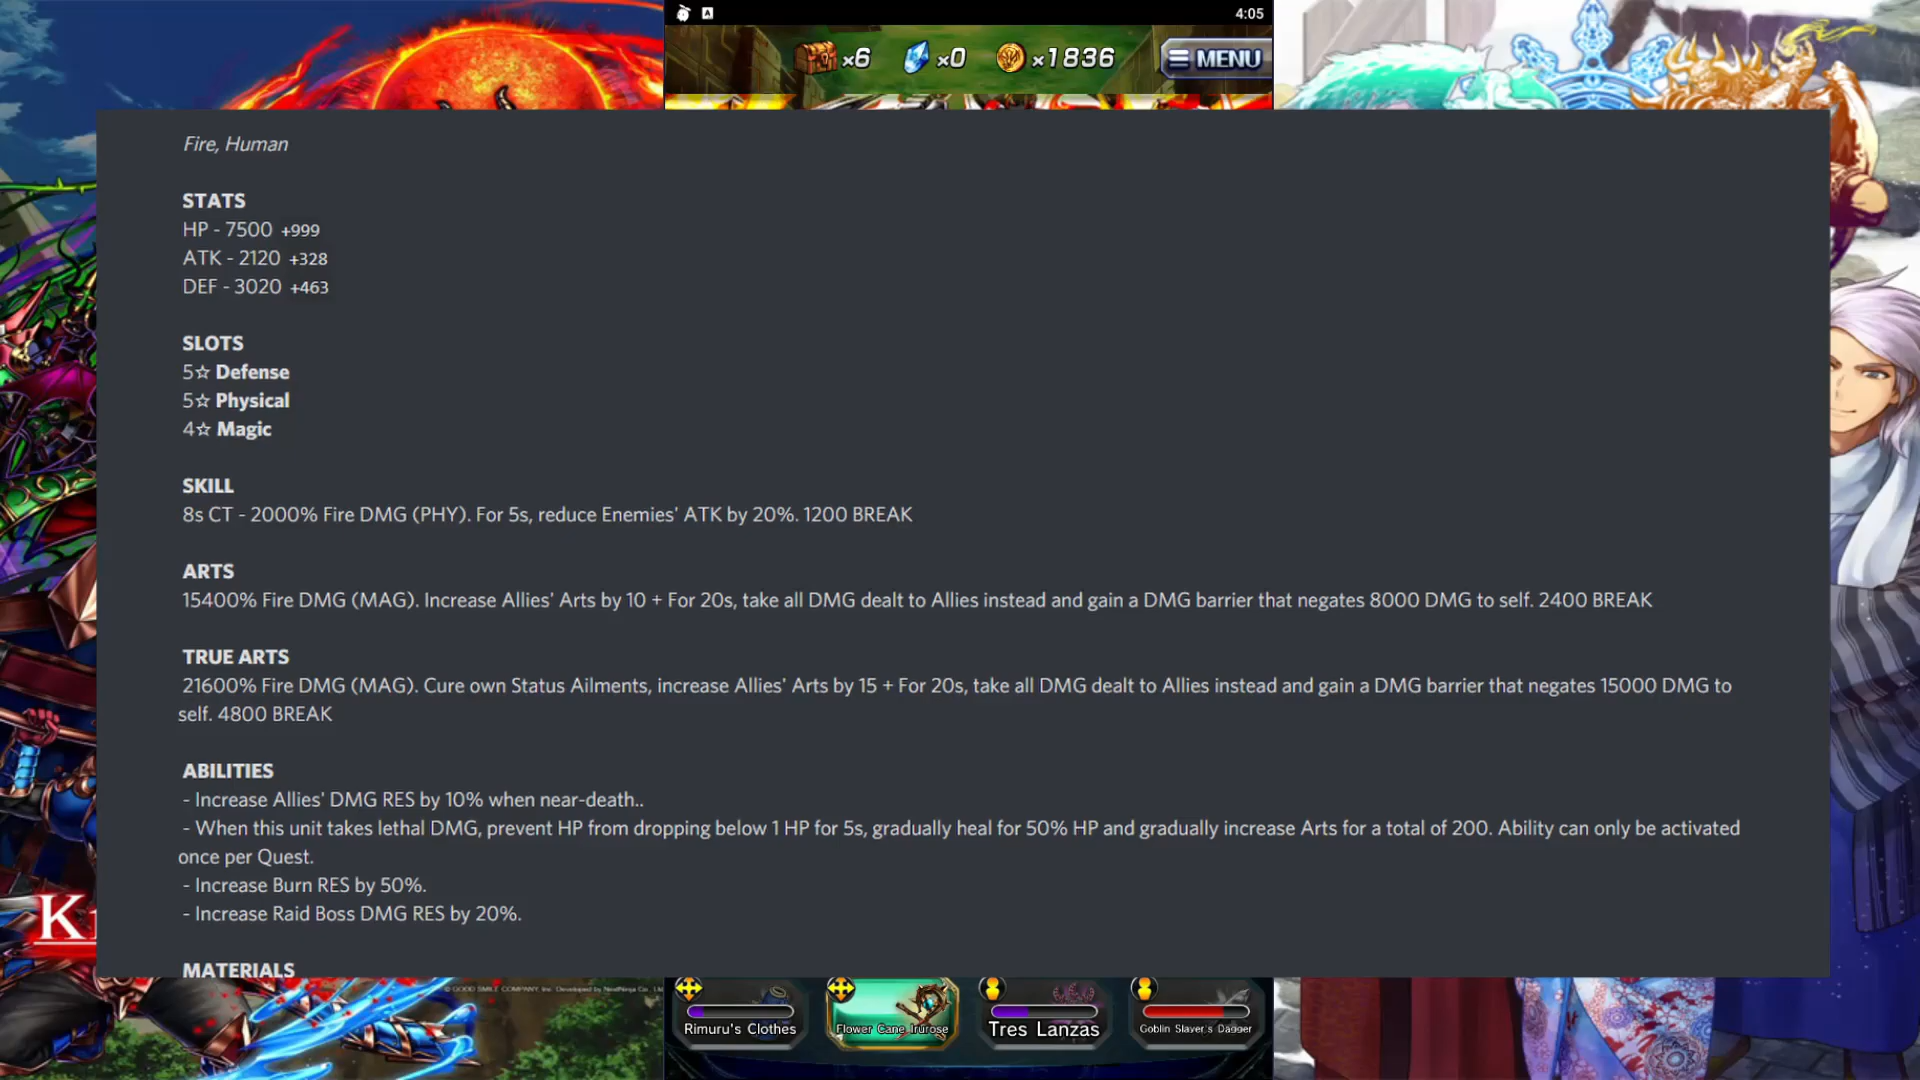 A
4:05
×6
×0
×1836
MENU
Fire, Human
STATS
HP - 7500 +999
ATK - 2120 +328
DEF - 3020 +463
SLOTS
5☆ Defense
5☆ Physical
4☆ Magic
SKILL
8s CT - 2000% Fire DMG (PHY). For 5s, reduce Enemies' ATK by 20%. 1200 BREAK
ARTS
15400% Fire DMG (MAG). Increase Allies' Arts by 10 + For 20s, take all DMG dealt to Allies instead and gain a DMG barrier that negates 8000 DMG to self. 2400 BREAK
TRUE ARTS
21600% Fire DMG (MAG). Cure own Status Ailments, increase Allies' Arts by 15 + For 20s, take all DMG dealt to Allies instead and gain a DMG barrier that negates 15000 DMG to
self. 4800 BREAK
ABILITIES
- Increase Allies' DMG RES by 10% when near-death..
- When this unit takes lethal DMG, prevent HP from dropping below 1 HP for 5s, gradually heal for 50% HP and gradually increase Arts for a total of 200. Ability can only be activated
once per Quest.
- Increase Burn RES by 50%.
- Increase Raid Boss DMG RES by 20%.
MATERIALS
© GOOD SMILE COMPANY, Inc. Developed by NextNinja Co., Ltd.
Rimuru's Clothes
Flower Cane Irurose
Tres Lanzas
Goblin Slayer's Dagger